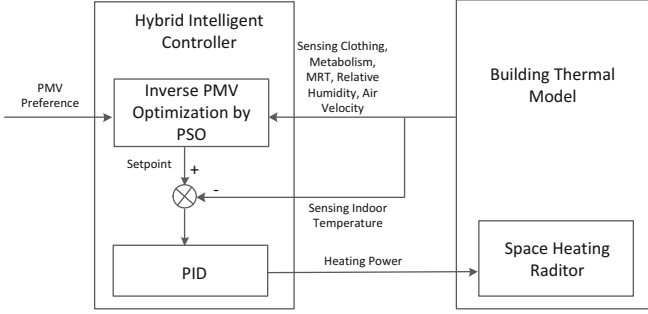 Hybrid Intelligent
Controller
Sensing Clothing,
Metabolism,
MRT, Relative
Humidity, Air
Velocity
Building Thermal
Model
PMV
Preference
Inverse PMV
Optimization by
PSO
Setpoint
+
-
Sensing Indoor
Temperature
PID
Heating Power
Space Heating
Raditor